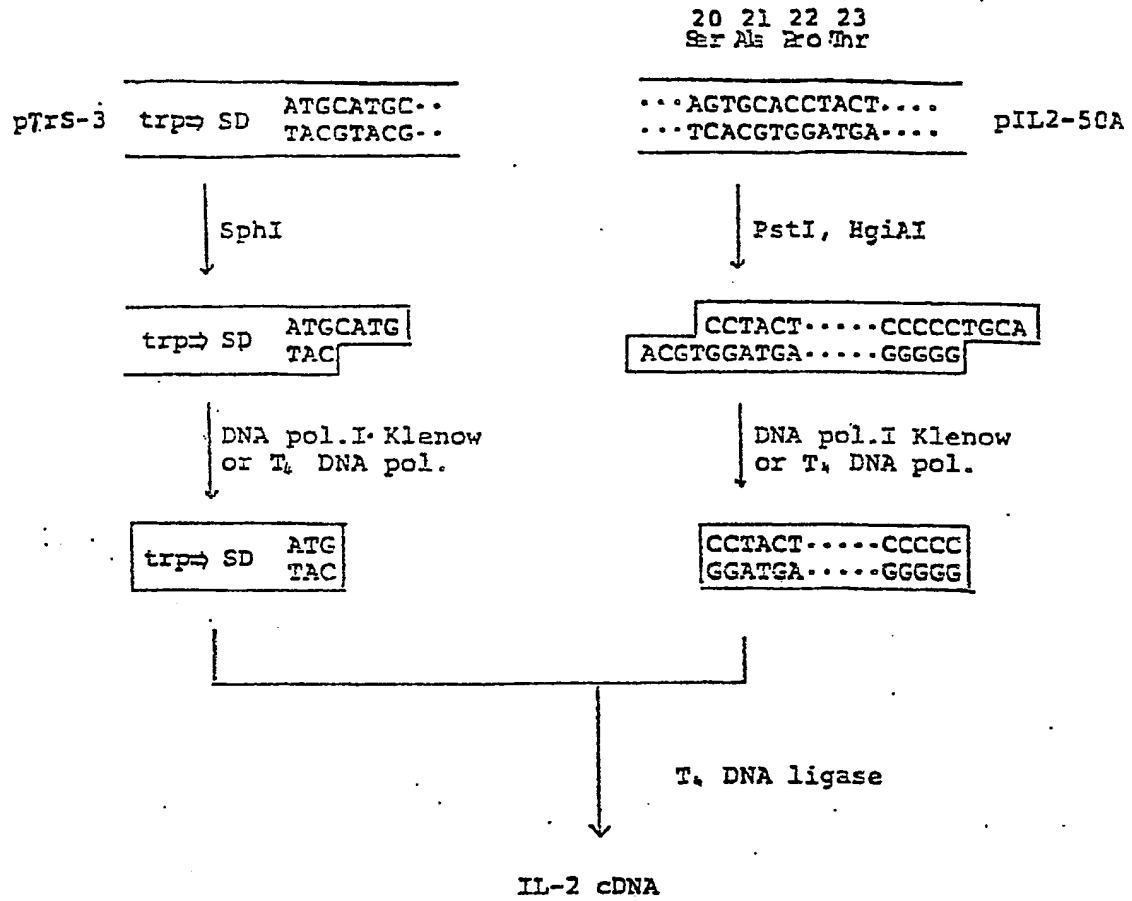 20 21 22 23
Ser Ala Pro Thr
pTrS-3 trp⇒ SD ATGCATGC··
TACGTACG··
···AGTGCACCTACT····
···TCACGTGGATGA····
pIL2-50A
SphI
PstI, HgiAI
trp⇒ SD ATGCATG
TAC
CCTACT·····CCCCCTGCA
ACGTGGATGA·····GGGGG
DNA pol.I· Klenow
or T4 DNA pol.
DNA pol.I Klenow
or T4 DNA pol.
trp⇒ SD ATG
TAC
CCTACT·····CCCCC
GGATGA·····GGGGG
T4 DNA ligase
IL-2 cDNA